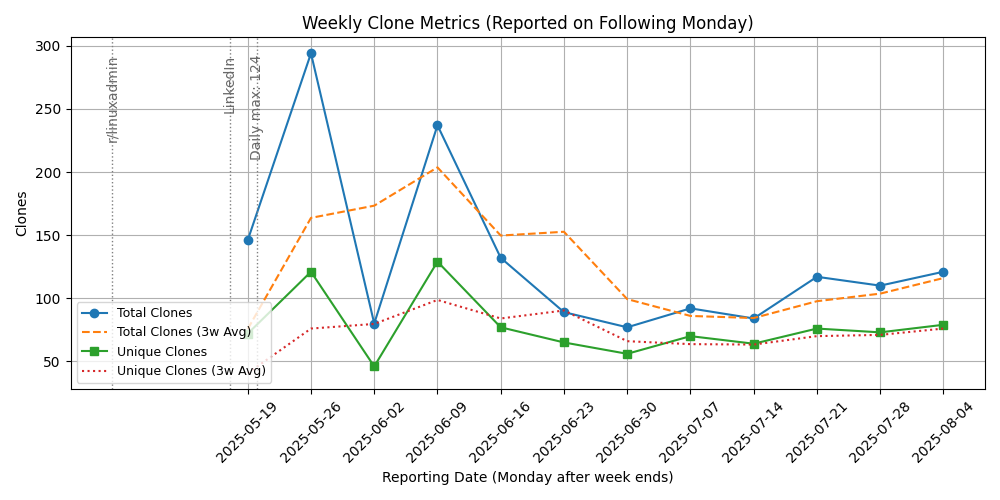 Weekly Clone Metrics (Reported on Following Monday)
300
250
200
150
100
50
Clones
r/linuxadmin
LinkedIn
Daily max: 124
Total Clones
Total Clones (3w Avg)
Unique Clones
Unique Clones (3w Avg)
2025-05-19
2025-05-26
2025-06-02
2025-06-09
2025-06-16
2025-06-23
2025-06-30
2025-07-07
2025-07-14
2025-07-21
2025-07-28
2025-08-04
Reporting Date (Monday after week ends)